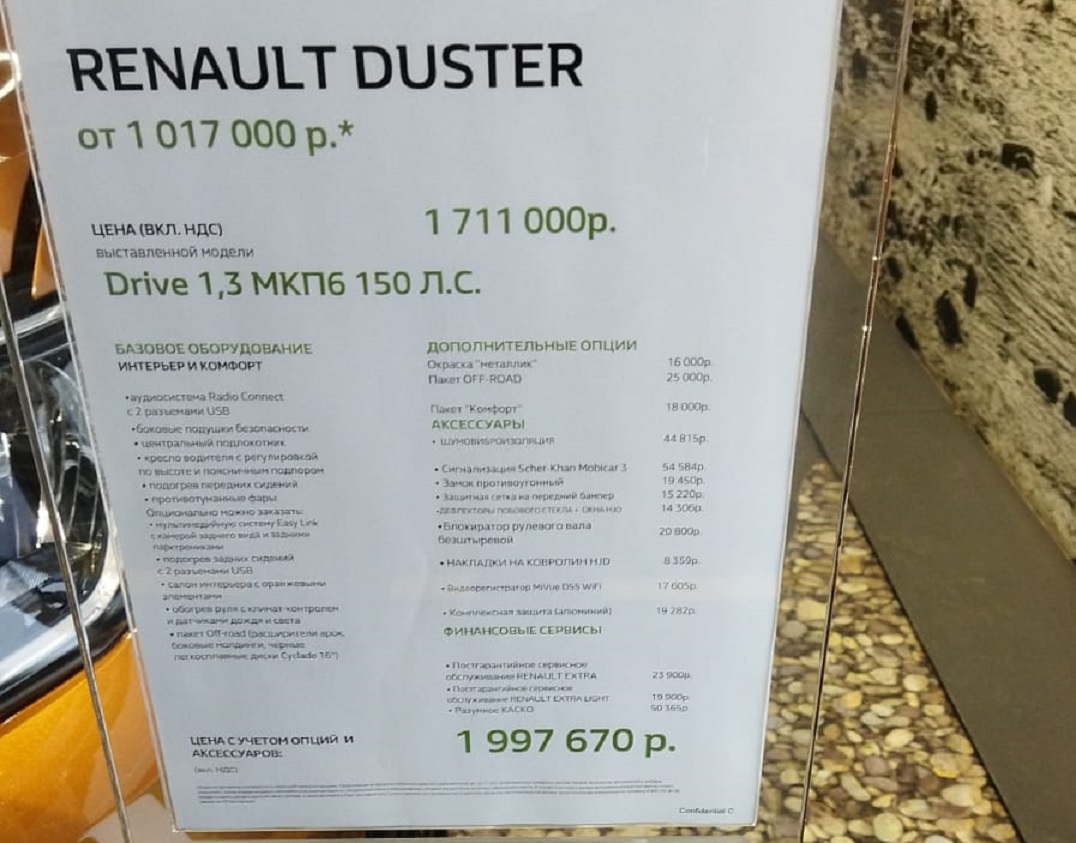 RENAULT DUSTER
от 1 017 000 р.*
ЦЕНА (ВКЛ. НДС) 1 711 000р.
выставленной модели
Drive 1,3 МКП6 150 Л.С.
БАЗОВОЕ ОБОРУДОВАНИЕ
ИНТЕРЬЕР И КОМФОРТ
•аудиосистема Radio Connect
с 2 разъемами USB
•боковые подушки безопасности
• центральный подлокотник
• кресло водителя с регулировкой
по высоте и поясничным подпором
• подогрев передних сидений
• противотуманные фары
Опционально можно заказать:
• мультимедийную систему Easy Link
с камерой заднего вида и задними
парктрониками
• подогрев задних сидений
с 2 разъемами USB
• салон интерьера с оранжевыми
элементами
• обогрев руля с климат-контролем
и датчиками дождя и света
• пакет Off-road (расширители арок,
боковые молдинги, черные
легкосплавные диски Cyclade 16")
ДОПОЛНИТЕЛЬНЫЕ ОПЦИИ
Окраска "металлик" 16 000р.
Пакет OFF-ROAD 25 000р.
Пакет "Комфорт" 18 000р.
АКСЕССУАРЫ
• ШУМОВИБРОИЗОЛЯЦИЯ 44 815р.
• Сигнализация Scher-Khan Mobicar 3 54 584р.
• Замок противоугонный 19 450р.
• Защитная сетка на передний бампер 15 220р.
•ДЕФЛЕКТОРЫ ЛОБОВОГО СТЕКЛА + ОКНА HJD 14 306р.
•Блокиратор рулевого вала
безштыревой 20 800р.
• НАКЛАДКИ НА КОВРОЛИН HJD 8 359р.
• Видеорегистратор MiVue D55 WIFI 17 605р.
• Комплексная защита (алюминий) 19 282р.
ФИНАНСОВЫЕ СЕРВИСЫ
• Постгарантийное сервисное
обслуживание RENAULT EXTRA 23 900р.
• Постгарантийное сервисное
обслуживание RENAULT EXTRA LIGHT 19 900р.
• Разумное КАСКО 50 365р.
ЦЕНА С УЧЕТОМ ОПЦИЙ И
АКСЕССУАРОВ: 1 997 670 р.
(вкл. НДС)
Confidential C